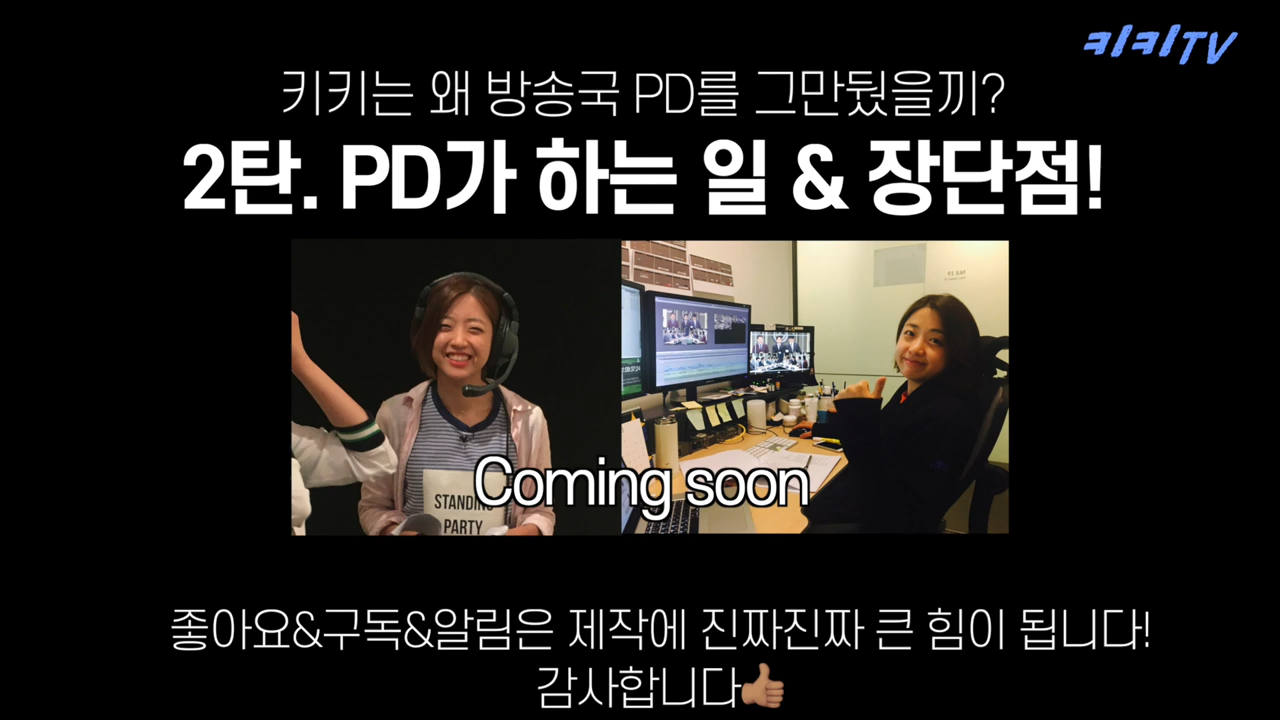 키키TV
키키는 왜 방송국 PD를 그만뒀을끼?
2탄. PD가 하는 일 & 장단점!
STANDING
PARTY
Coming soon
좋아요&구독&알림은 제작에 진짜진짜 큰 힘이 됩니다!
감사합니다👍🏼